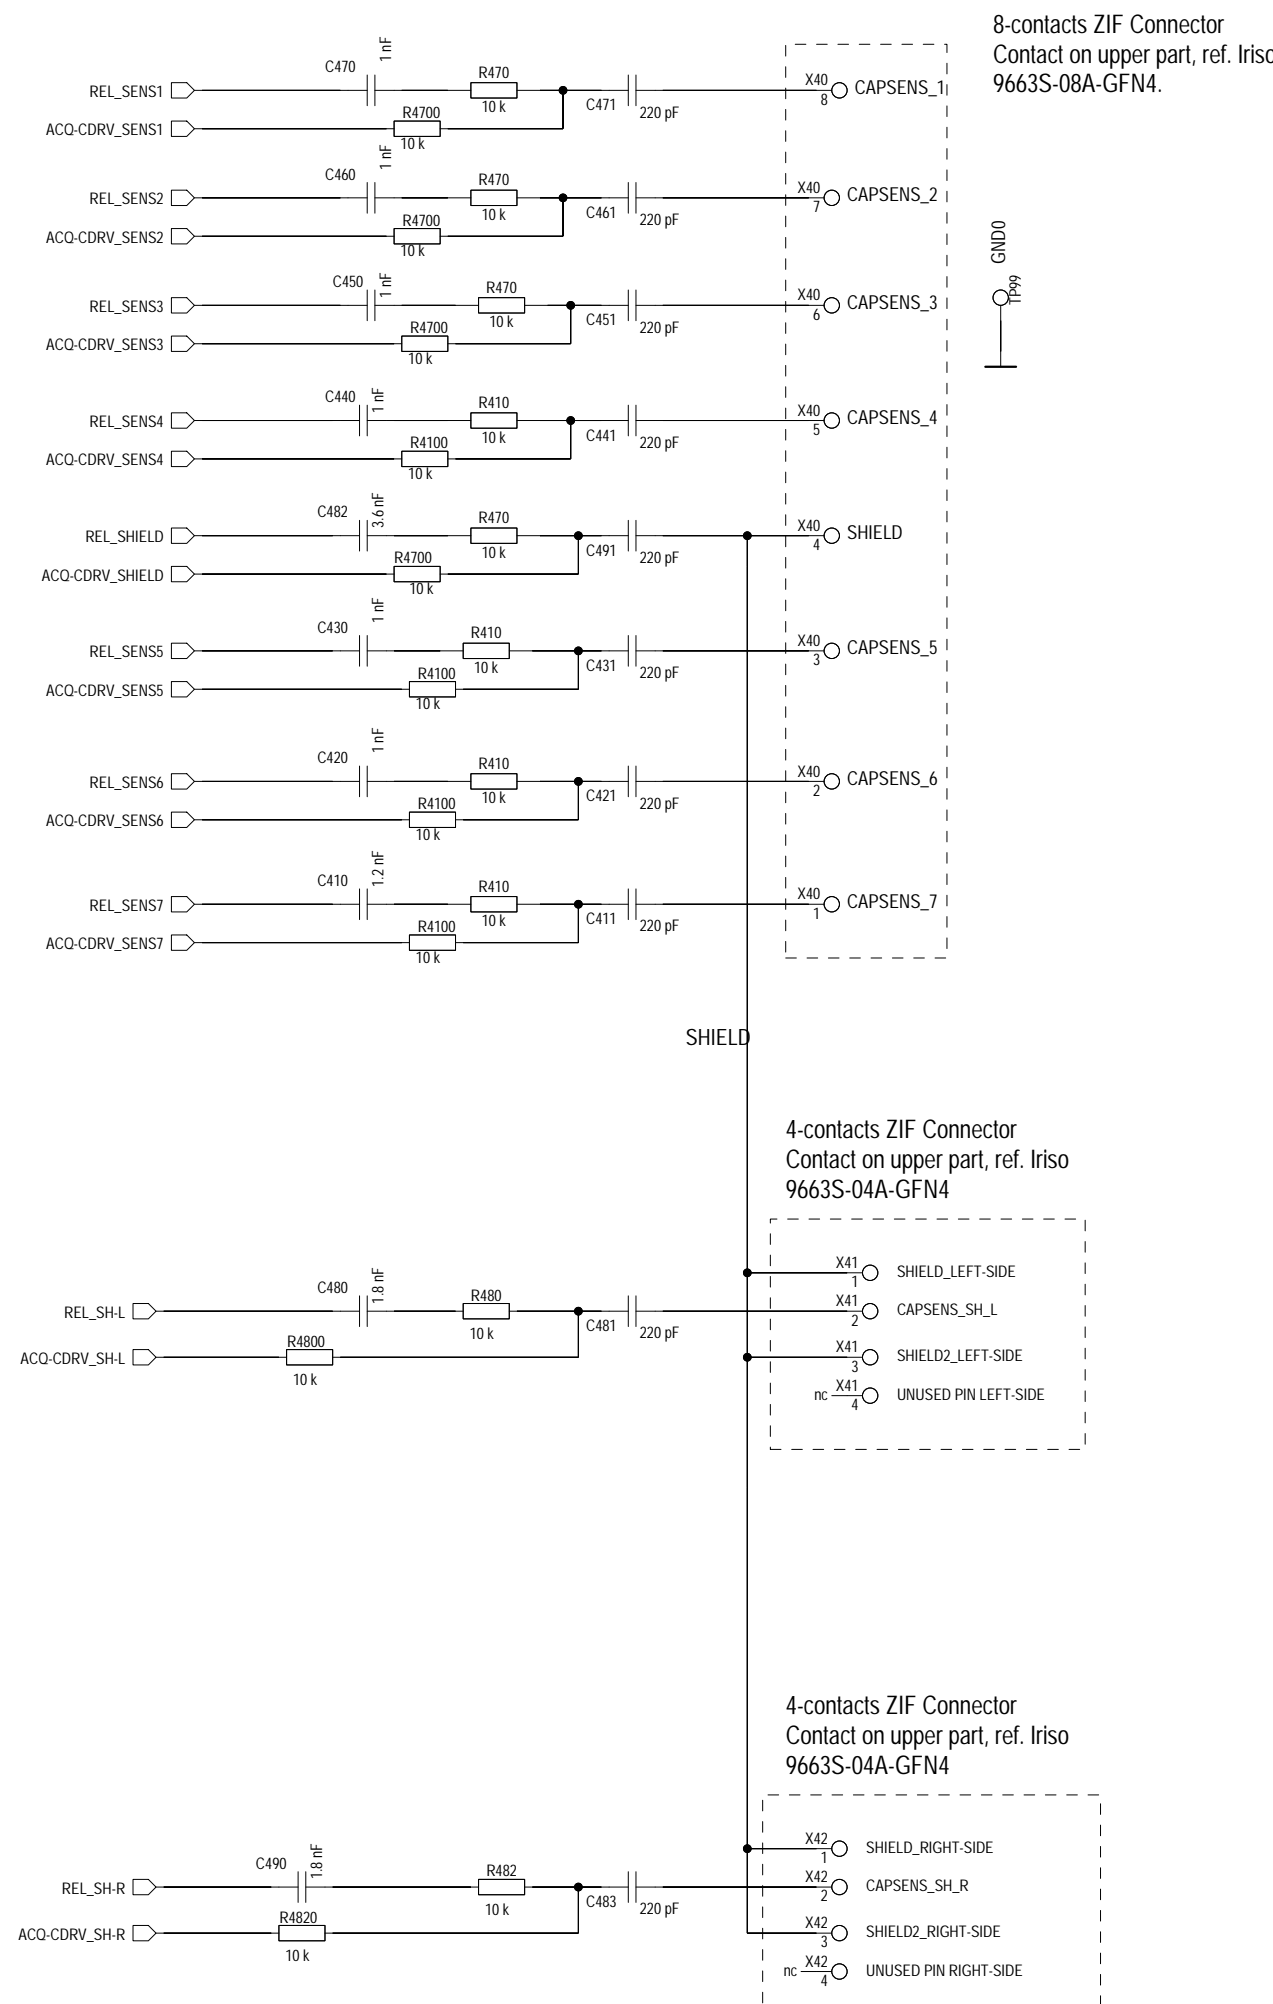 8-contacts ZIF Connector
Contact on upper part, ref. Iriso
9663S-08A-GFN4.
REL_SENS1
C470
1 nF
R470
10 k
C471
220 pF
X40
8
CAPSENS_1
ACQ-CDRV_SENS1
R4700
10 k
REL_SENS2
C460
1 nF
R470
10 k
C461
220 pF
X40
7
CAPSENS_2
ACQ-CDRV_SENS2
R4700
10 k
GND0
TP99
REL_SENS3
C450
1 nF
R470
10 k
C451
220 pF
X40
6
CAPSENS_3
ACQ-CDRV_SENS3
R4700
10 k
REL_SENS4
C440
1 nF
R410
10 k
C441
220 pF
X40
5
CAPSENS_4
ACQ-CDRV_SENS4
R4100
10 k
REL_SHIELD
C482
3.6 nF
R470
10 k
C491
220 pF
X40
4
SHIELD
ACQ-CDRV_SHIELD
R4700
10 k
REL_SENS5
C430
1 nF
R410
10 k
C431
220 pF
X40
3
CAPSENS_5
ACQ-CDRV_SENS5
R4100
10 k
REL_SENS6
C420
1 nF
R410
10 k
C421
220 pF
X40
2
CAPSENS_6
ACQ-CDRV_SENS6
R4100
10 k
REL_SENS7
C410
1.2 nF
R410
10 k
C411
220 pF
X40
1
CAPSENS_7
ACQ-CDRV_SENS7
R4100
10 k
SHIELD
4-contacts ZIF Connector
Contact on upper part, ref. Iriso
9663S-04A-GFN4
X41
1
SHIELD_LEFT-SIDE
REL_SH-L
C480
1.8 nF
R480
10 k
C481
220 pF
X41
2
CAPSENS_SH_L
ACQ-CDRV_SH-L
R4800
10 k
X41
3
SHIELD2_LEFT-SIDE
nc
X41
4
UNUSED PIN LEFT-SIDE
4-contacts ZIF Connector
Contact on upper part, ref. Iriso
9663S-04A-GFN4
X42
1
SHIELD_RIGHT-SIDE
REL_SH-R
C490
1.8 nF
R482
10 k
C483
220 pF
X42
2
CAPSENS_SH_R
ACQ-CDRV_SH-R
R4820
10 k
X42
3
SHIELD2_RIGHT-SIDE
nc
X42
4
UNUSED PIN RIGHT-SIDE